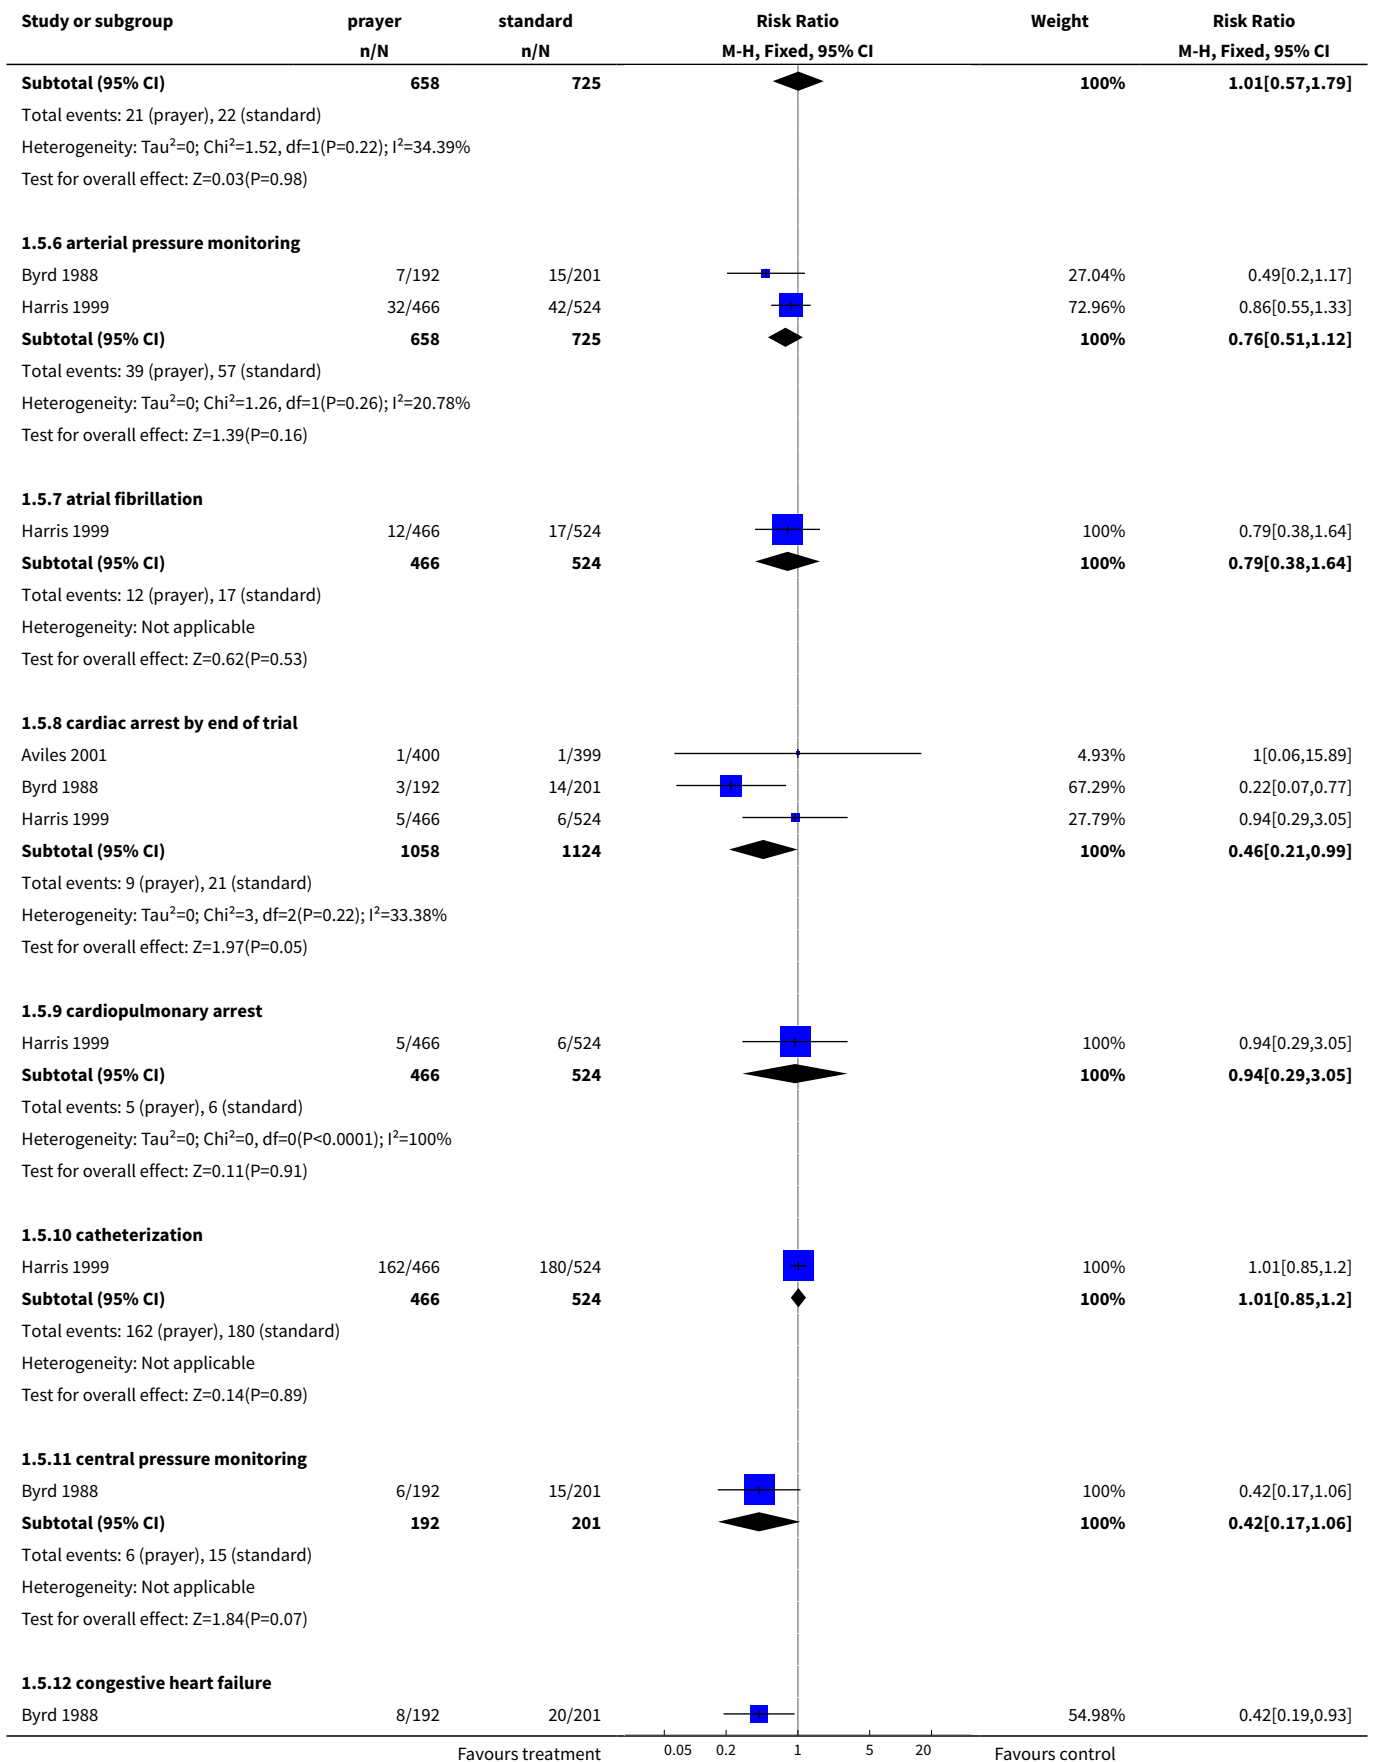 Study or subgroup prayer standard Risk Ratio Weight Risk Ratio
n/N n/N M-H, Fixed, 95% CI M-H, Fixed, 95% CI
Subtotal (95% CI) 658 725 100% 1.01[0.57,1.79]
Total events: 21 (prayer), 22 (standard)
Heterogeneity: Tau²=0; Chi²=1.52, df=1(P=0.22); I²=34.39%
Test for overall effect: Z=0.03(P=0.98)
1.5.6 arterial pressure monitoring
Byrd 1988 7/192 15/201 27.04% 0.49[0.2,1.17]
Harris 1999 32/466 42/524 72.96% 0.86[0.55,1.33]
Subtotal (95% CI) 658 725 100% 0.76[0.51,1.12]
Total events: 39 (prayer), 57 (standard)
Heterogeneity: Tau²=0; Chi²=1.26, df=1(P=0.26); I²=20.78%
Test for overall effect: Z=1.39(P=0.16)
1.5.7 atrial fibrillation
Harris 1999 12/466 17/524 100% 0.79[0.38,1.64]
Subtotal (95% CI) 466 524 100% 0.79[0.38,1.64]
Total events: 12 (prayer), 17 (standard)
Heterogeneity: Not applicable
Test for overall effect: Z=0.62(P=0.53)
1.5.8 cardiac arrest by end of trial
Aviles 2001 1/400 1/399 4.93% 1[0.06,15.89]
Byrd 1988 3/192 14/201 67.29% 0.22[0.07,0.77]
Harris 1999 5/466 6/524 27.79% 0.94[0.29,3.05]
Subtotal (95% CI) 1058 1124 100% 0.46[0.21,0.99]
Total events: 9 (prayer), 21 (standard)
Heterogeneity: Tau²=0; Chi²=3, df=2(P=0.22); I²=33.38%
Test for overall effect: Z=1.97(P=0.05)
1.5.9 cardiopulmonary arrest
Harris 1999 5/466 6/524 100% 0.94[0.29,3.05]
Subtotal (95% CI) 466 524 100% 0.94[0.29,3.05]
Total events: 5 (prayer), 6 (standard)
Heterogeneity: Tau²=0; Chi²=0, df=0(P<0.0001); I²=100%
Test for overall effect: Z=0.11(P=0.91)
1.5.10 catheterization
Harris 1999 162/466 180/524 100% 1.01[0.85,1.2]
Subtotal (95% CI) 466 524 100% 1.01[0.85,1.2]
Total events: 162 (prayer), 180 (standard)
Heterogeneity: Not applicable
Test for overall effect: Z=0.14(P=0.89)
1.5.11 central pressure monitoring
Byrd 1988 6/192 15/201 100% 0.42[0.17,1.06]
Subtotal (95% CI) 192 201 100% 0.42[0.17,1.06]
Total events: 6 (prayer), 15 (standard)
Heterogeneity: Not applicable
Test for overall effect: Z=1.84(P=0.07)
1.5.12 congestive heart failure
Byrd 1988 8/192 20/201 54.98% 0.42[0.19,0.93]
Favours treatment 0.05 0.2 1 5 20 Favours control